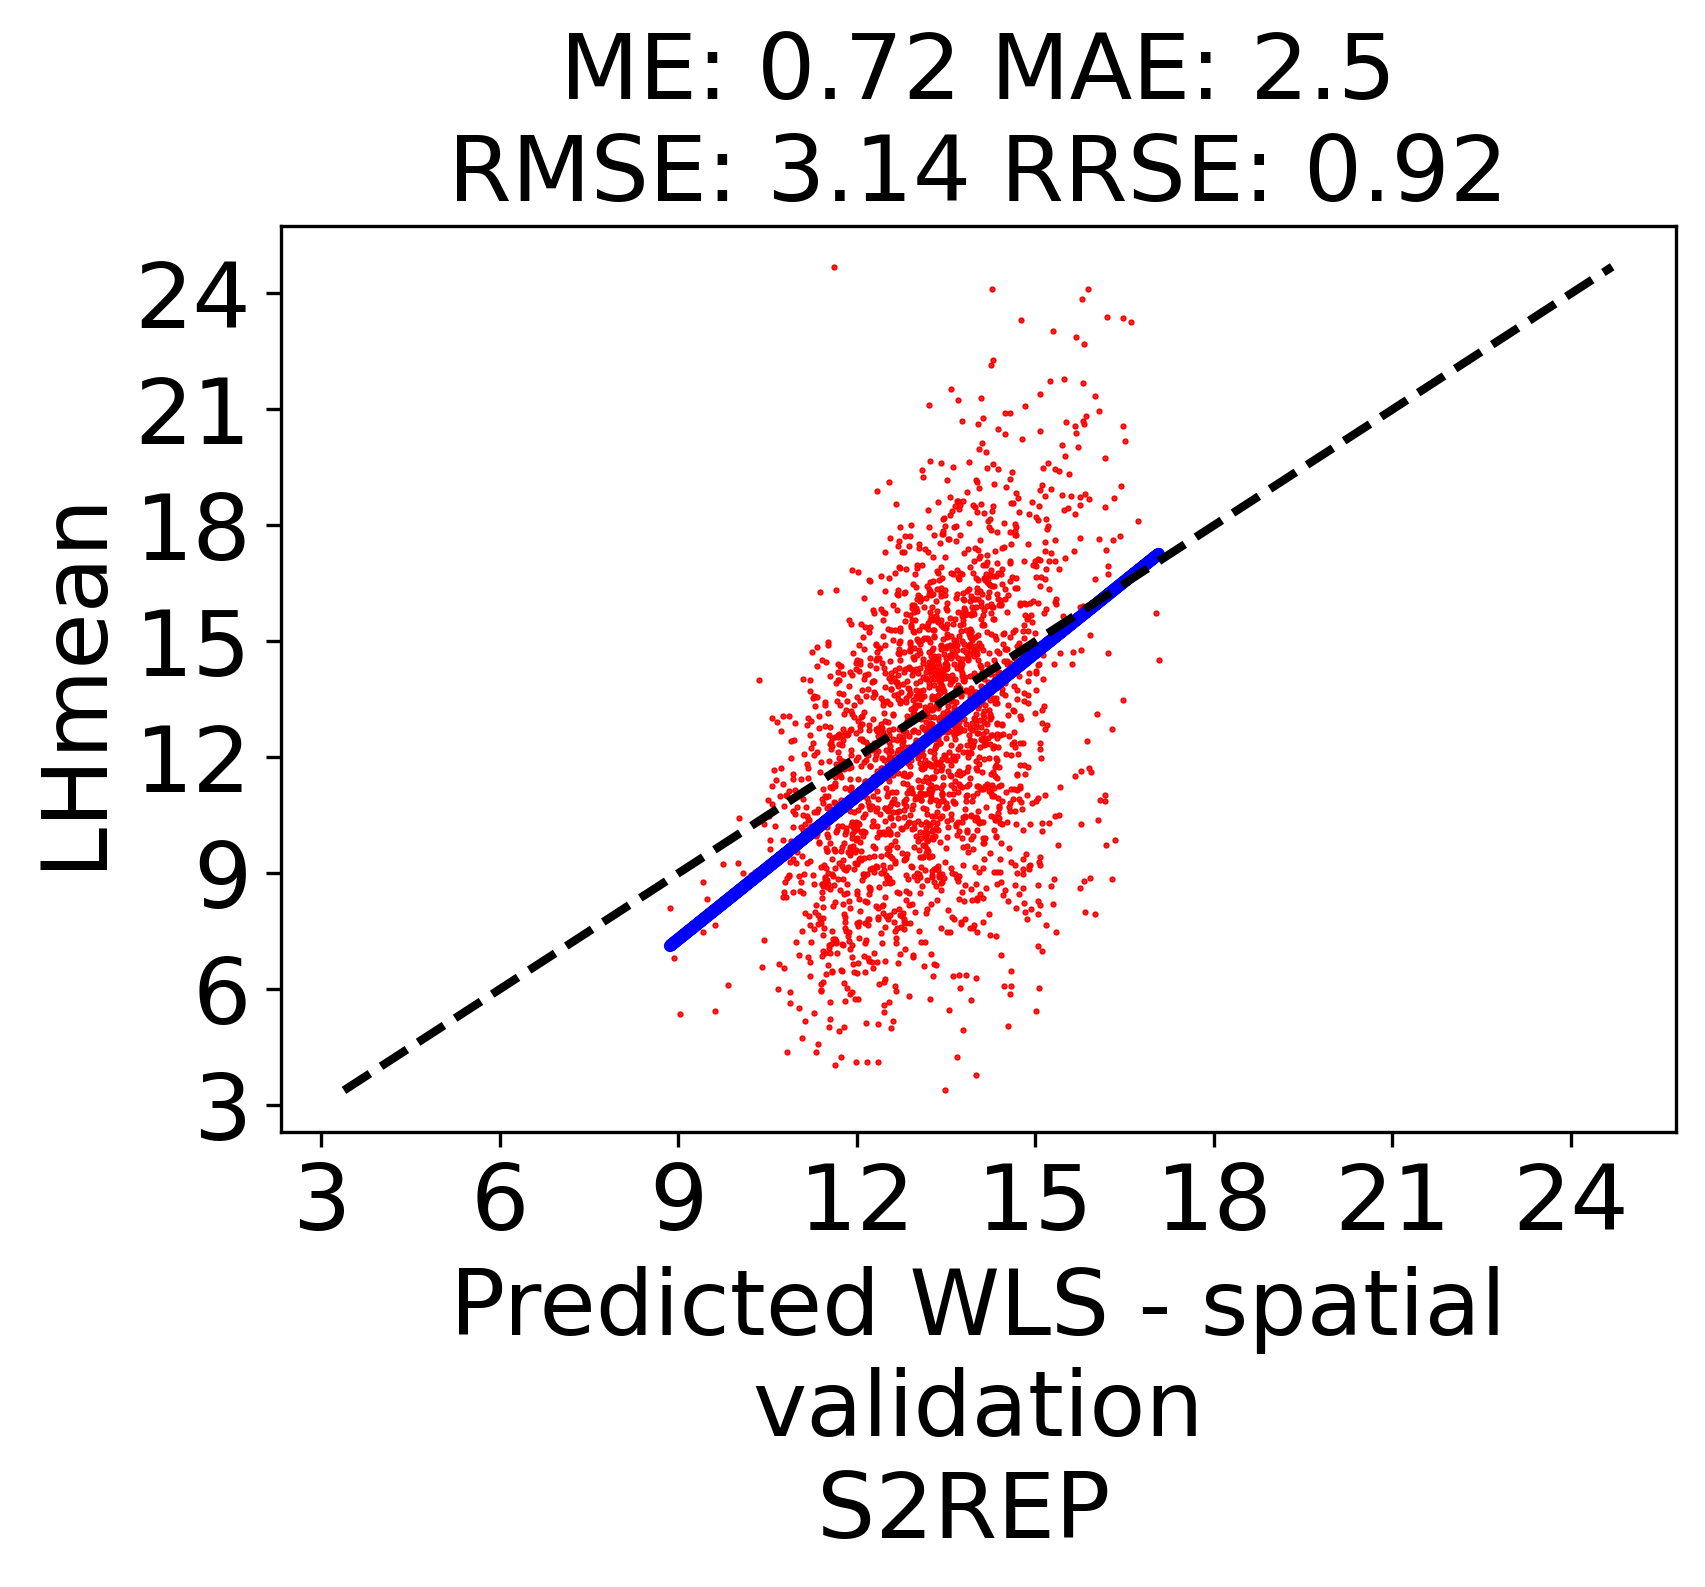 ME: 0.72 MAE: 2.5
RMSE: 3.14 RRSE: 0.92
24
21
18
15
12
9
6
3
LHmean
3 6 9 12 15 18 21 24
Predicted WLS - spatial
validation
S2REP